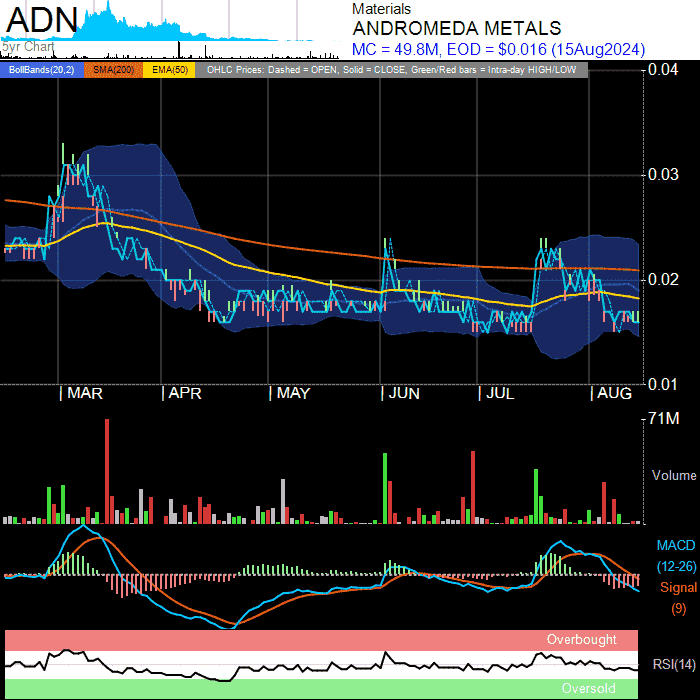 ADN
5yr Chart
Materials
ANDROMEDA METALS
MC = 49.8M, EOD = $0.016 (15Aug2024)
BollBands(20,2) SMA(200) EMA(50) OHLC Prices: Dashed = OPEN, Solid = CLOSE, Green/Red bars = Intra-day HIGH/LOW
0.04
0.03
0.02
0.01
MAR APR MAY JUN JUL AUG
71M
Volume
MACD
(12-26)
Signal
(9)
Overbought
RSI(14)
Oversold